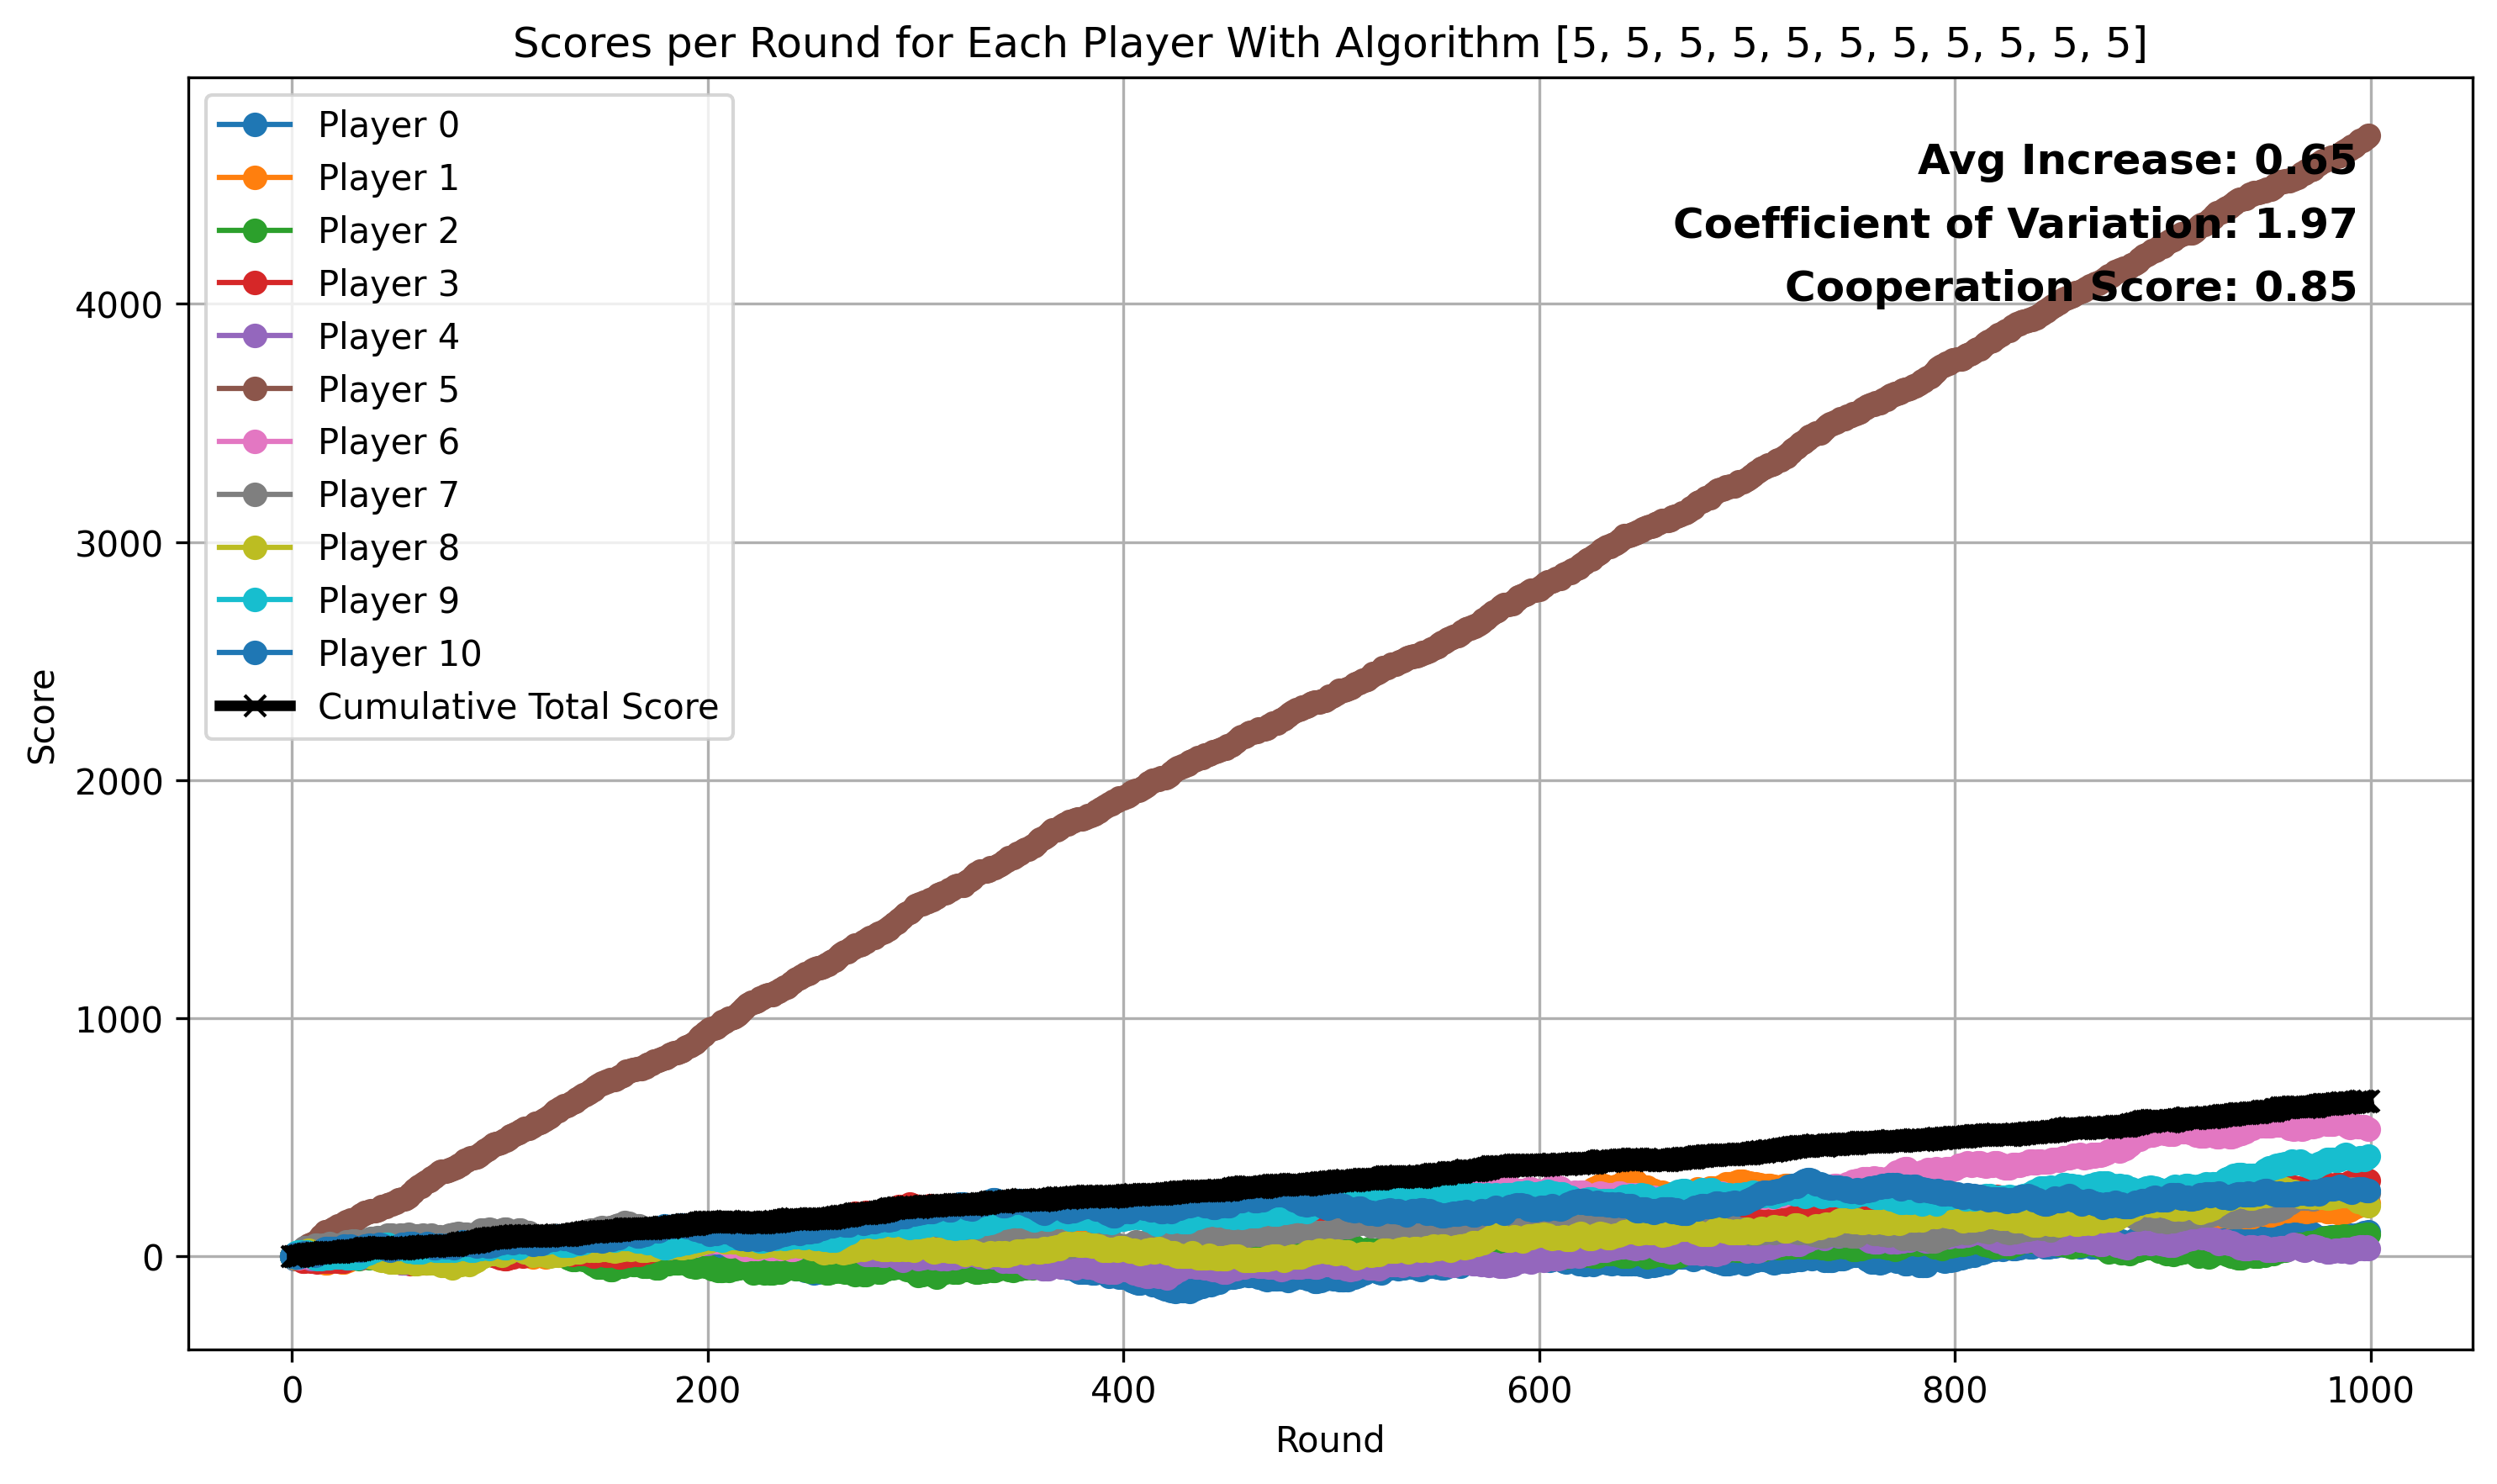 Scores per Round for Each Player With Algorithm [5, 5, 5, 5, 5, 5, 5, 5, 5, 5, 5]
Player 0
Player 1
Player 2
Player 3
Player 4
Player 5
Player 6
Player 7
Player 8
Player 9
Player 10
Cumulative Total Score
Avg Increase: 0.65
Coefficient of Variation: 1.97
Cooperation Score: 0.85
Score
4000
3000
2000
1000
0
0 200 400 600 800 1000
Round